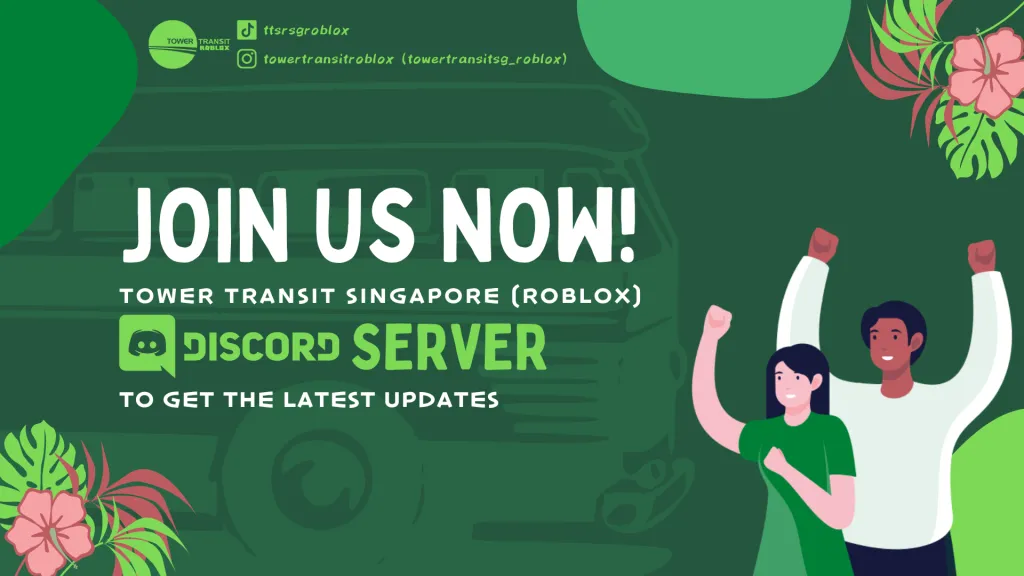 TOWER TRANSIT
ROBLOX
ttsrsgroblox
towertransitroblox (towertransitsg_roblox)
JOIN US NOW!
TOWER TRANSIT SINGAPORE (ROBLOX)
DISCORD SERVER
TO GET THE LATEST UPDATES